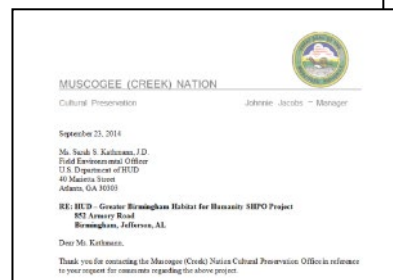 MUSCOGEE (CREEK) NATION
Cultural Preservation
Johnnie Jacobs ~ Manager
September 23, 2014
Ms. Sarah S. Kathmann, J.D.
Field Environmental Officer
U.S. Department of HUD
40 Marietta Street
Atlanta, GA 30303
RE: HUD - Greater Birmingham Habitat for Humanity SHPO Project
852 Armory Road
Birmingham, Jefferson, AL
Dear Ms. Kathmann,
Thank you for contacting the Muscogee (Creek) Nation Cultural Preservation Office in reference
to your request for comments regarding the above project.